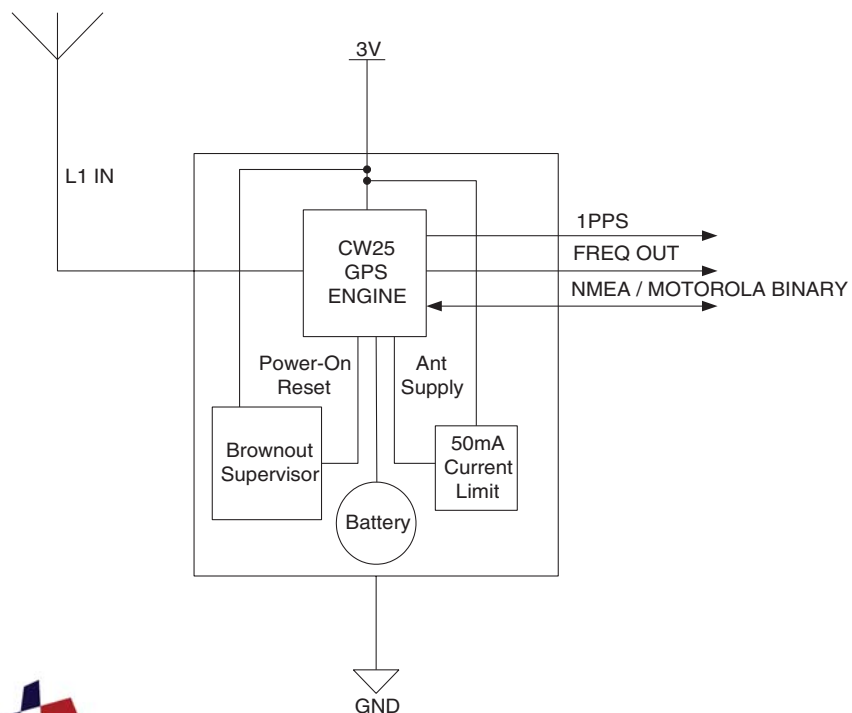 3V
L1 IN
1PPS
CW25
GPS
ENGINE
FREQ OUT
NMEA / MOTOROLA BINARY
Power-On
Reset
Ant
Supply
Brownout
Supervisor
50mA
Current
Limit
Battery
GND